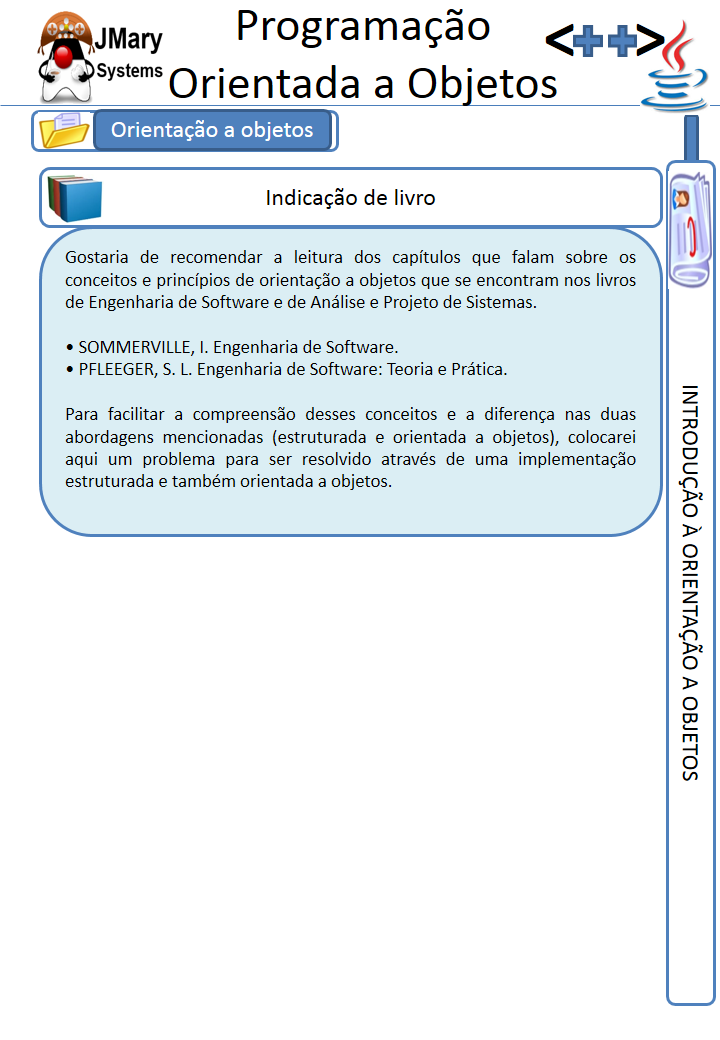 JMary
Systems
Programação
Orientada a Objetos
<++>
Orientação a objetos
Indicação de livro
Gostaria de recomendar a leitura dos capítulos que falam sobre os
conceitos e princípios de orientação a objetos que se encontram nos livros
de Engenharia de Software e de Análise e Projeto de Sistemas.
• SOMMERVILLE, I. Engenharia de Software.
• PFLEEGER, S. L. Engenharia de Software: Teoria e Prática.
Para facilitar a compreensão desses conceitos e a diferença nas duas
abordagens mencionadas (estruturada e orientada a objetos), colocarei
aqui um problema para ser resolvido através de uma implementação
estruturada e também orientada a objetos.
INTRODUÇÃO À ORIENTAÇÃO A OBJETOS